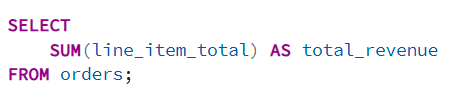 SELECT
    SUM(line_item_total) AS total_revenue
FROM orders;